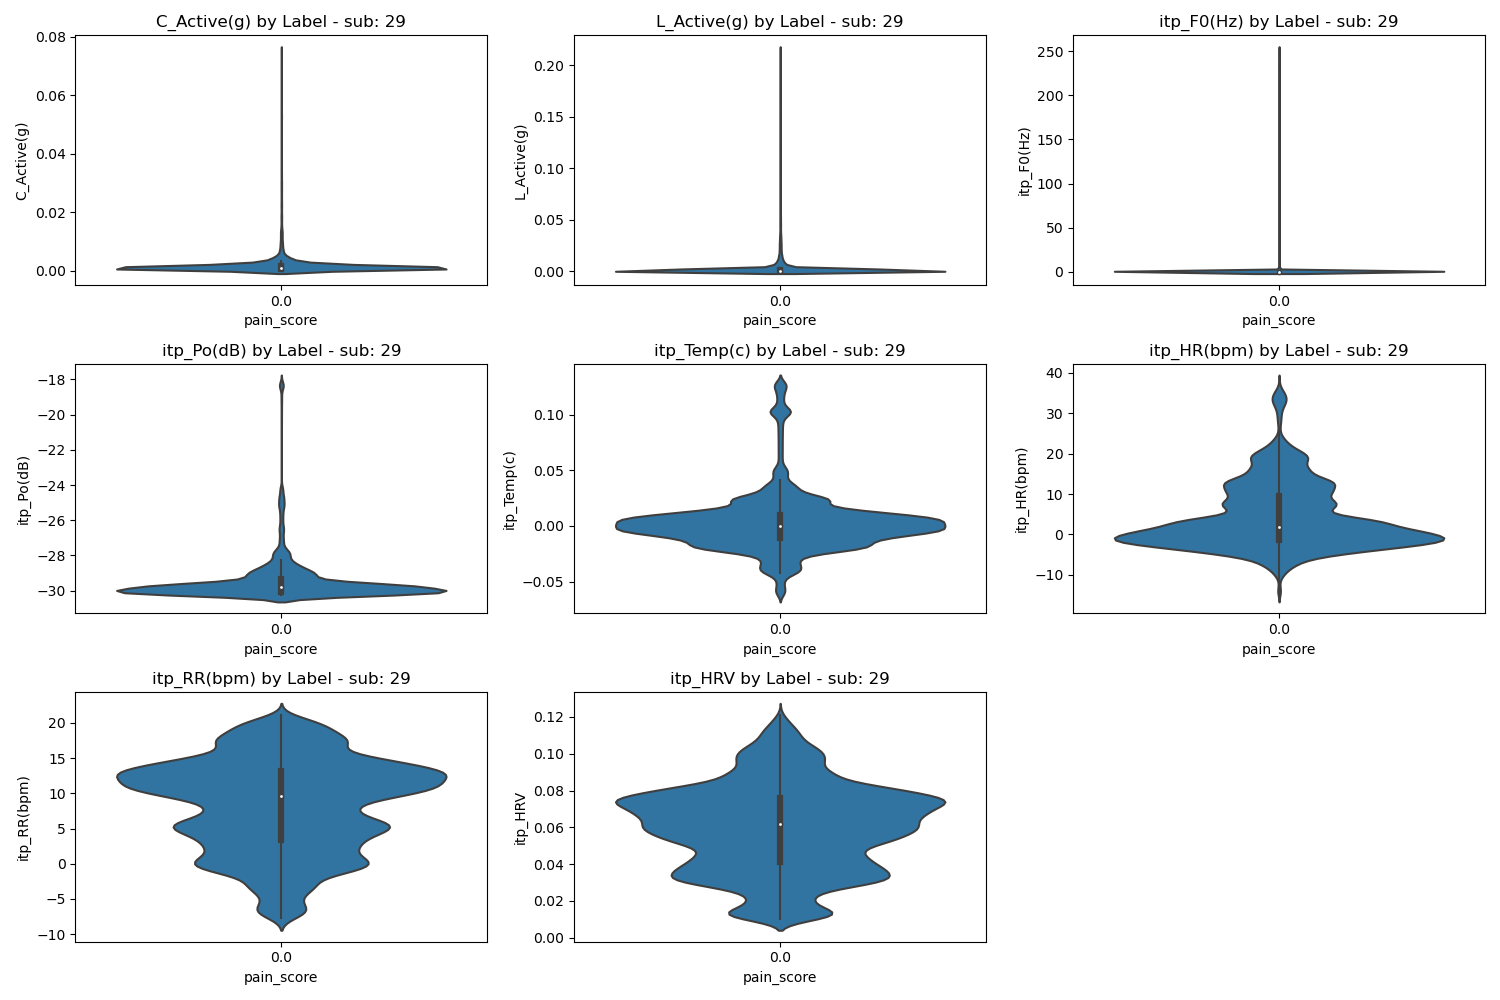 C_Active(g) by Label - sub: 29
L_Active(g) by Label - sub: 29
itp_F0(Hz) by Label - sub: 29
C_Active(g)
0.08
0.06
0.04
0.02
0.00
0.0
pain_score
L_Active(g)
0.20
0.15
0.10
0.05
0.00
0.0
pain_score
itp_F0(Hz)
250
200
150
100
50
0
0.0
pain_score
itp_Po(dB) by Label - sub: 29
itp_Temp(c) by Label - sub: 29
itp_HR(bpm) by Label - sub: 29
itp_Po(dB)
−18
−20
−22
−24
−26
−28
−30
0.0
pain_score
itp_Temp(c)
0.10
0.05
0.00
−0.05
0.0
pain_score
itp_HR(bpm)
40
30
20
10
0
−10
0.0
pain_score
itp_RR(bpm) by Label - sub: 29
itp_HRV by Label - sub: 29
itp_RR(bpm)
20
15
10
5
0
−5
−10
0.0
pain_score
itp_HRV
0.12
0.10
0.08
0.06
0.04
0.02
0.00
0.0
pain_score